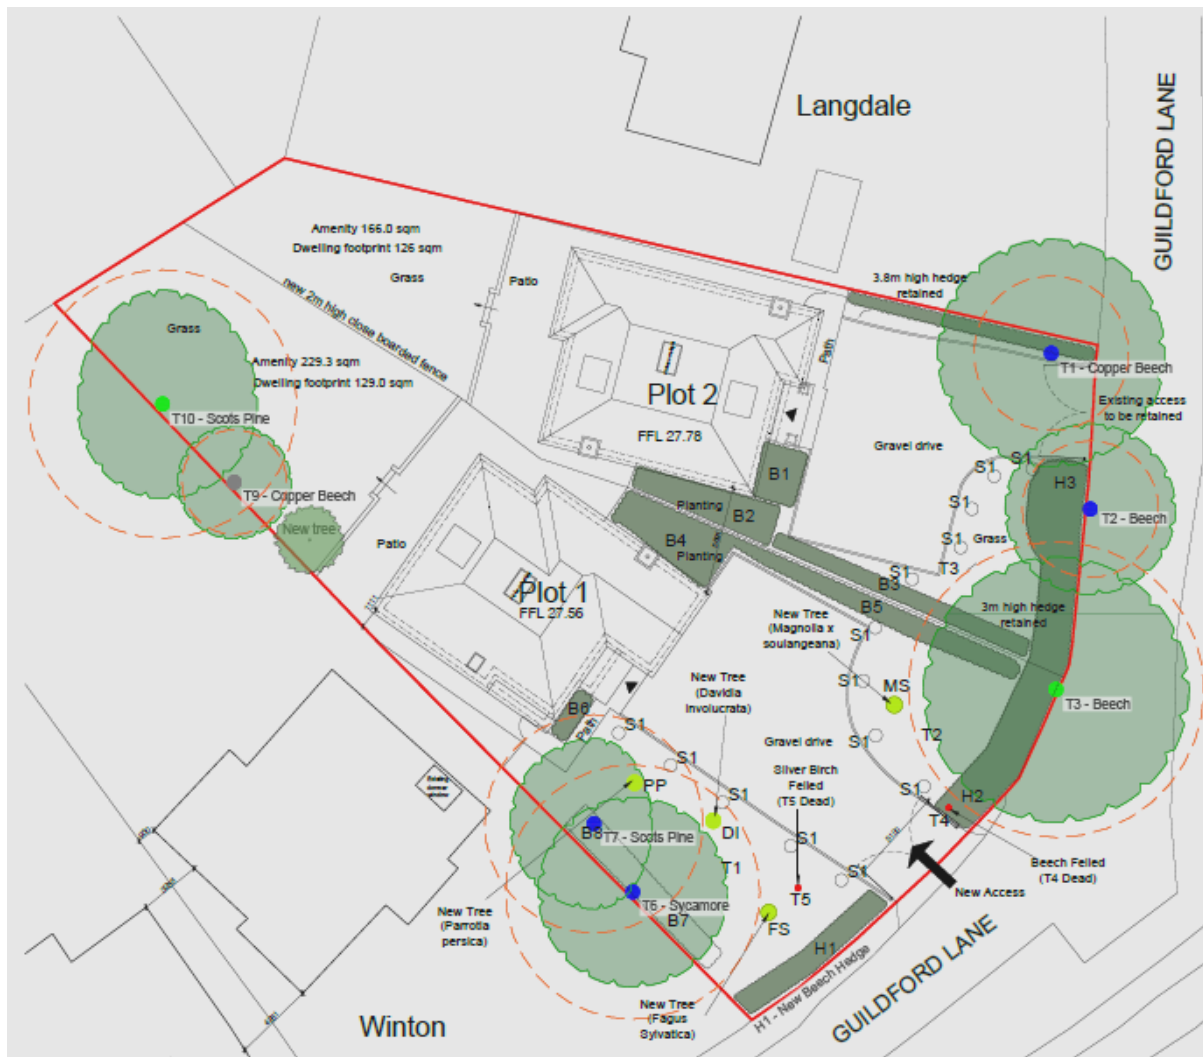 Langdale
GUILDFORD LANE
Amenity 166.0 sqm
Dwelling footprint 126 sqm
Grass
Patio
3.8m high hedge
retained
new 2m high close boarded fence
Path
Grass
T1 - Copper Beech
Plot 2
Amenity 229.3 sqm
Dwelling footprint 129.0 sqm
T10 - Scots Pine
Existing access
to be retained
FFL 27.78
Gravel drive
S1
S1
H3
B1
T9 - Copper Beech
S1
Planting
B2
T2 - Beech
New tree
Patio
B4
Planting
S1
Grass
S1
T3
B3
Plot 1
FFL 27.56
New Tree
(Magnolia x
soulangeana)
B5
S1
3m high hedge
retained
New Tree
(Davidia
involucrata)
S1
MS
T3 - Beech
B6
Path
S1
Gravel drive
S1
T2
S1
Silver Birch
Felled
(T5 Dead)
PP
S1
H2
T4
DI
T7 - Scots Pine
S1
Beech Felled
(T4 Dead)
T1
S1
New Access
New Tree
(Parrotia
persica)
T6 - Sycamore
B7
T5
FS
H1
H1 - New Beech Hedge
GUILDFORD LANE
New Tree
(Fagus
Sylvatica)
Winton